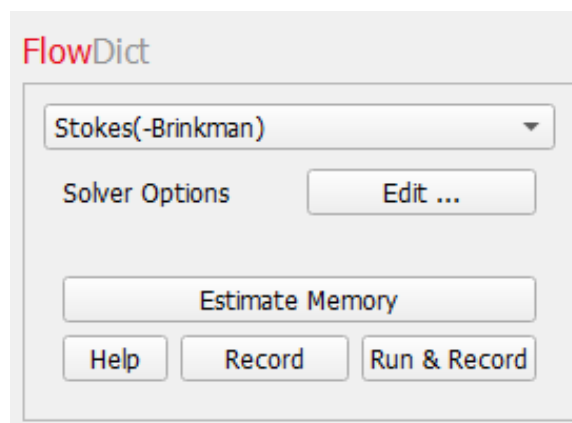 FlowDict
Stokes(-Brinkman)
Solver Options Edit ...
Estimate Memory
Help Record Run & Record